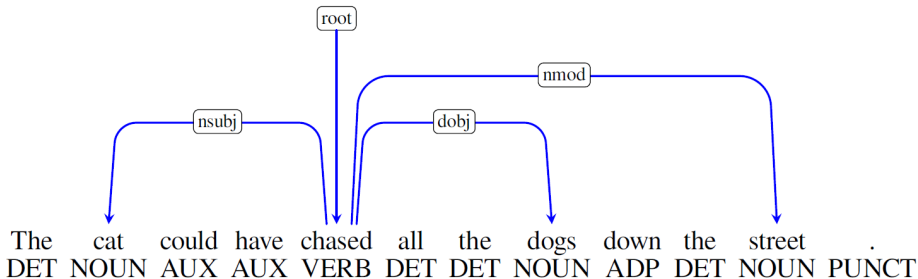 root
nmod
nsubj dobj
The cat could have chased all the dogs down the street .
DET NOUN AUX AUX VERB DET DET NOUN ADP DET NOUN PUNCT